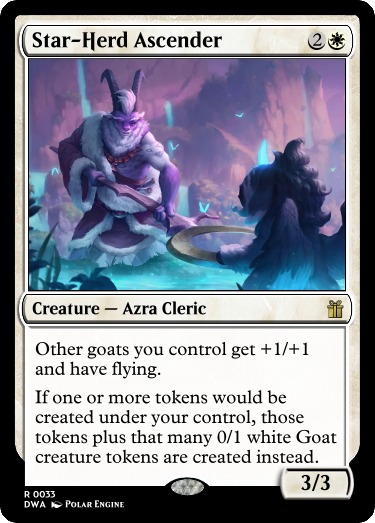 Star-Herd Ascender 2
Creature — Azra Cleric
Other goats you control get +1/+1
and have flying.
If one or more tokens would be
created under your control, those
tokens plus that many 0/1 white Goat
creature tokens are created instead.
3/3
R 0033
DWA Polar Engine